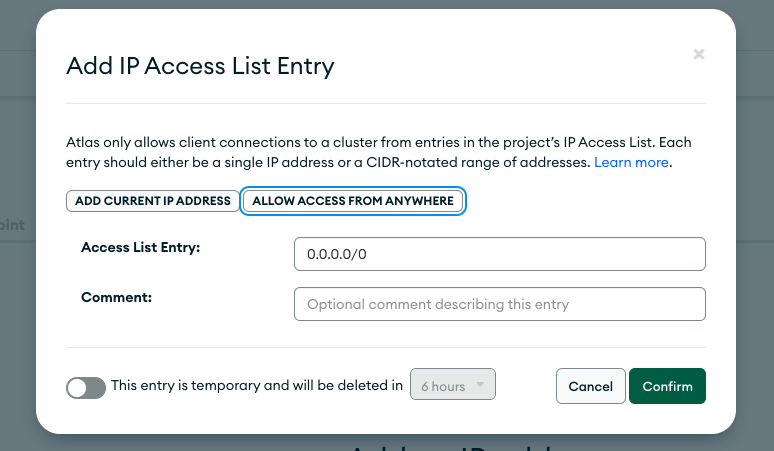 Add IP Access List Entry
Atlas only allows client connections to a cluster from entries in the project's IP Access List. Each
entry should either be a single IP address or a CIDR-notated range of addresses. Learn more.
ADD CURRENT IP ADDRESS ALLOW ACCESS FROM ANYWHERE
oint
Access List Entry: 0.0.0.0/0
Comment: Optional comment describing this entry
This entry is temporary and will be deleted in 6 hours Cancel Confirm